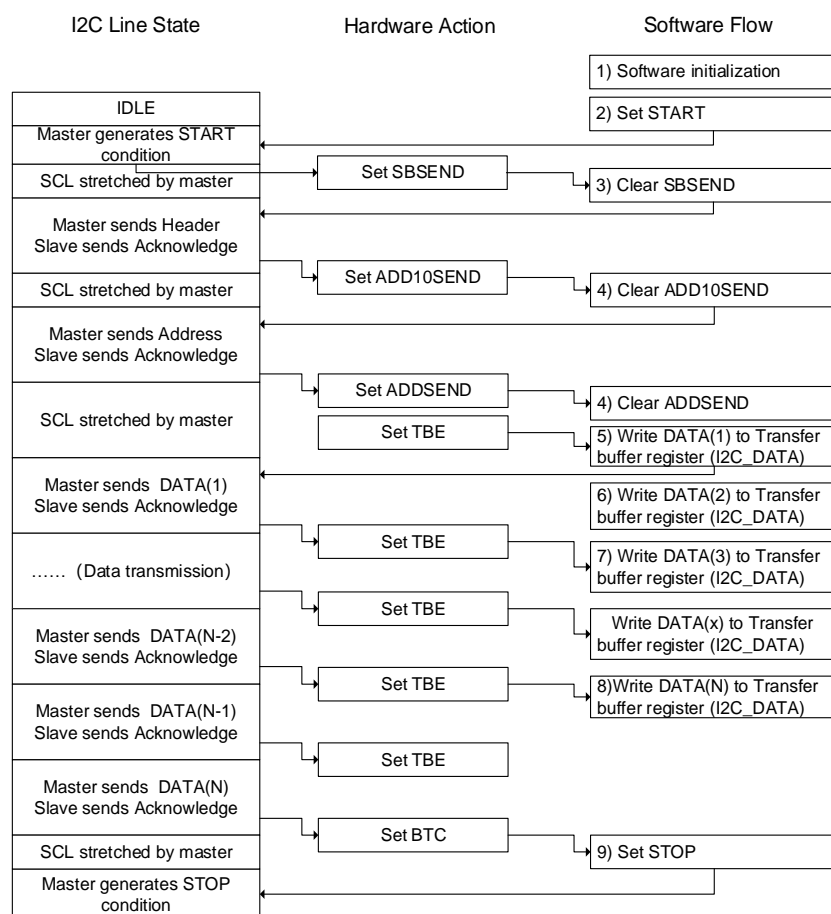 I2C Line State
Hardware Action
Software Flow
1) Software initialization
IDLE
2) Set START
Master generates START
condition
SCL stretched by master
Set SBSEND
3) Clear SBSEND
Master sends Header
Slave sends Acknowledge
Set ADD10SEND
SCL stretched by master
4) Clear ADD10SEND
Master sends Address
Slave sends Acknowledge
Set ADDSEND
4) Clear ADDSEND
SCL stretched by master
Set TBE
5) Write DATA(1) to Transfer
buffer register (I2C_DATA)
Master sends DATA(1)
Slave sends Acknowledge
6) Write DATA(2) to Transfer
buffer register (I2C_DATA)
Set TBE
7) Write DATA(3) to Transfer
buffer register (I2C_DATA)
…… (Data transmission)
Set TBE
Write DATA(x) to Transfer
buffer register (I2C_DATA)
Master sends DATA(N-2)
Slave sends Acknowledge
Set TBE
8)Write DATA(N) to Transfer
buffer register (I2C_DATA)
Master sends DATA(N-1)
Slave sends Acknowledge
Set TBE
Master sends DATA(N)
Slave sends Acknowledge
Set BTC
SCL stretched by master
9) Set STOP
Master generates STOP
condition